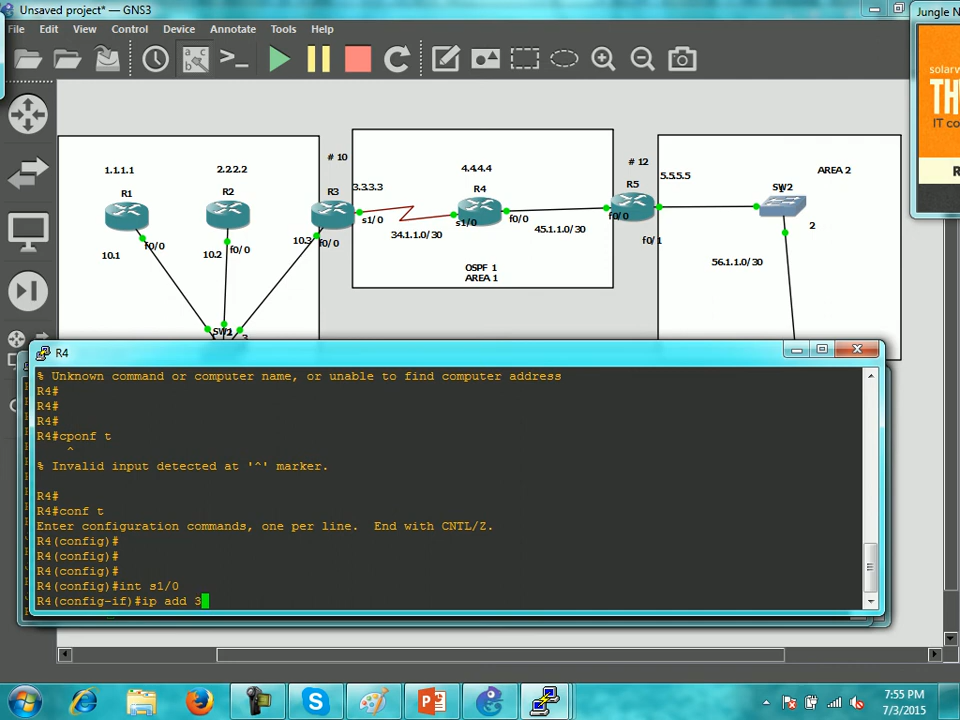 Unsaved project* — GNS3
Jungle N
File Edit View Control Device Annotate Tools Help
solarw
TH
IT co
R
1.1.1.1
2.2.2.2
# 10
4.4.4.4
# 12
AREA 2
R1
R2
R3
3.3.3.3
R4
R5
5.5.5.5
SW2
s1/0
s1/0
f0/0
f0/0
34.1.1.0/30
45.1.1.0/30
2
f0/0
f0/0
f0/0
f0/1
10.1
10.2
10.3
56.1.1.0/30
OSPF 1
AREA 1
SW1
3
R4
% Unknown command or computer name, or unable to find computer address
R4#
R4#
R4#
R4#cponf t
^
% Invalid input detected at '^' marker.
R4#
R4#conf t
Enter configuration commands, one per line. End with CNTL/Z.
R4(config)#
R4(config)#
R4(config)#
R4(config)#int s1/0
R4(config-if)#ip add 3
7:55 PM
7/3/2015